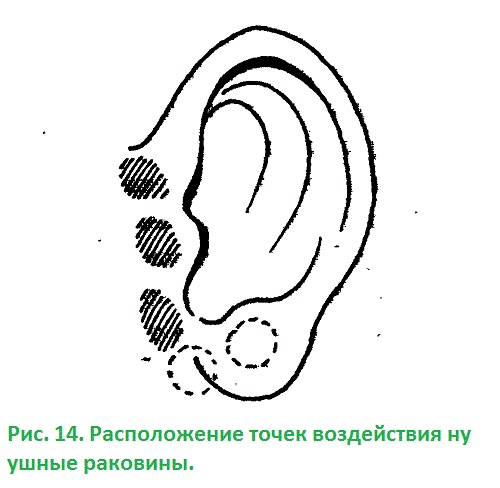 Рис. 14. Расположение точек воздействия ну
ушные раковины.